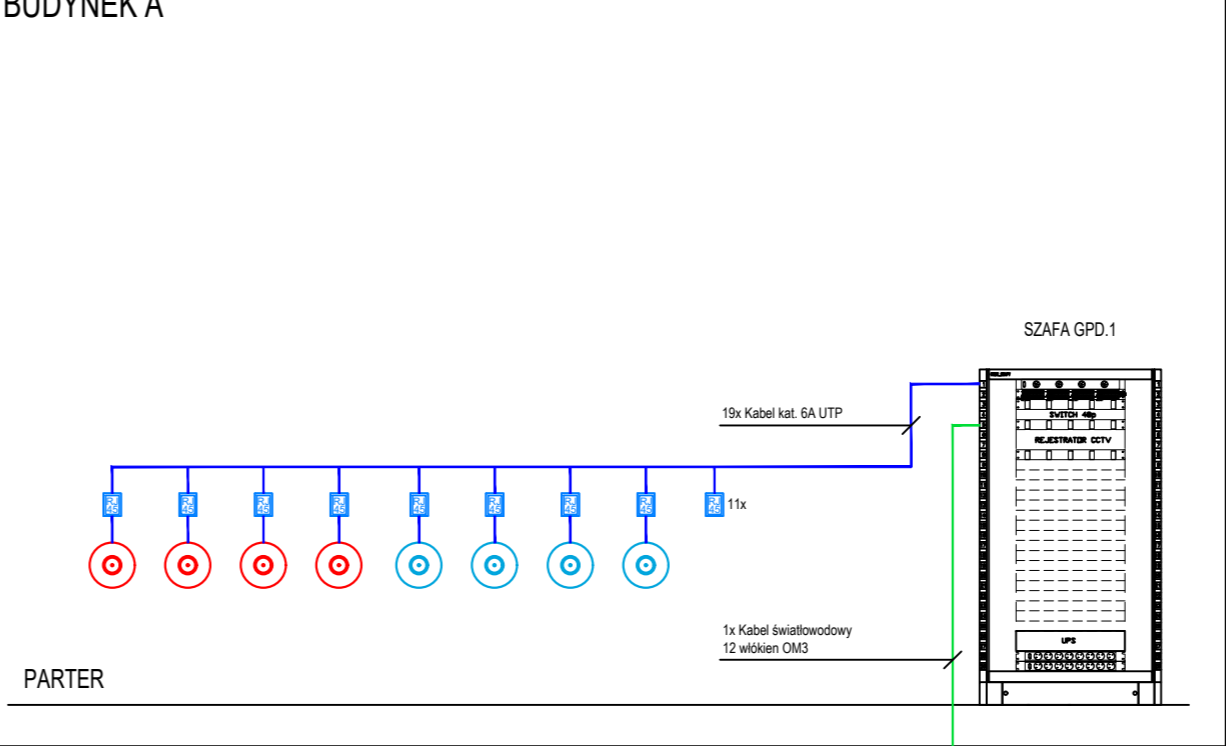 BUDYNEK A
SZAFA GPD.1
19x Kabel kat. 6A UTP
SWITCH 48p
REJESTRATOR CCTV
11x
1x Kabel światłowodowy
12 włókien OM3
UPS
PARTER